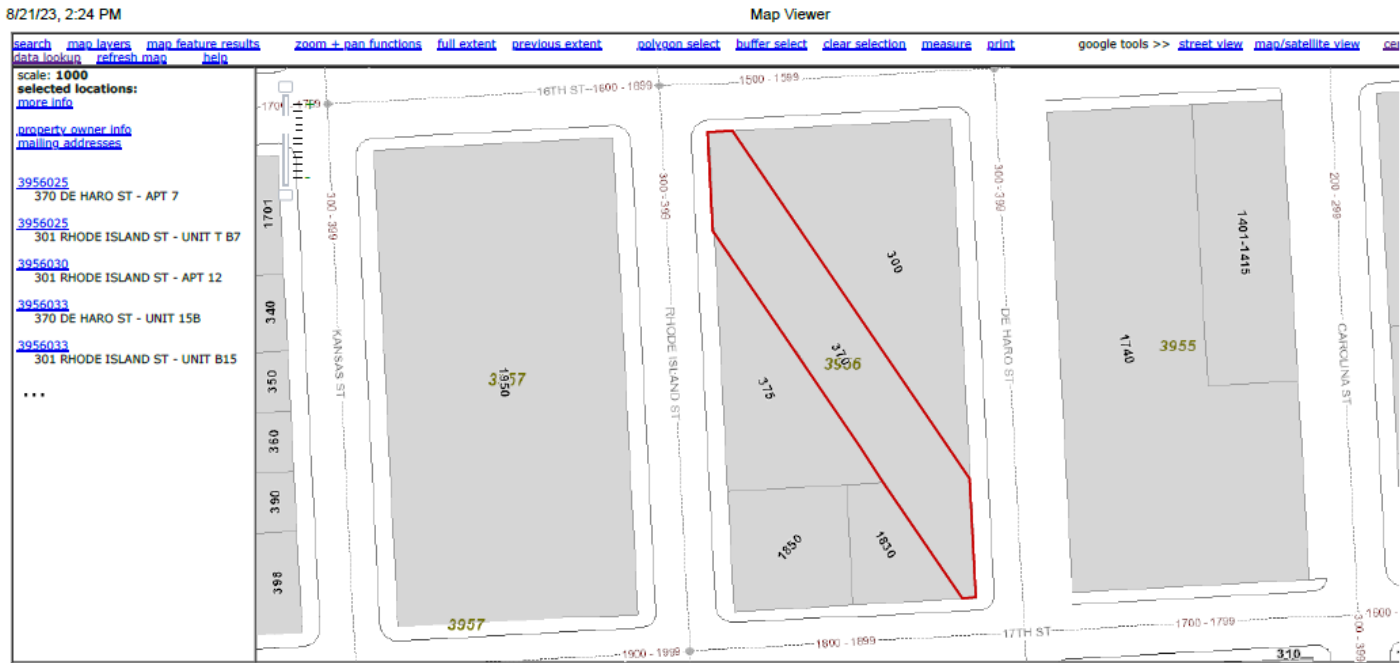 8/21/23, 2:24 PM
Map Viewer
search map layers map feature results zoom + pan functions full extent previous extent polygon select buffer select clear selection measure print google tools >> street view map/satellite view
data lookup refresh map help
scale: 1000
selected locations:
more info
property owner info
mailing addresses
3956025
370 DE HARO ST - APT 7
3956025
301 RHODE ISLAND ST - UNIT T B7
3956030
301 RHODE ISLAND ST - APT 12
3956033
370 DE HARO ST - UNIT 15B
3956033
301 RHODE ISLAND ST - UNIT B15
...
16TH ST
1600 - 1699
1500 - 1599
300 - 399
300 - 399
300 - 399
200 - 299
1701
340
350
360
390
398
KANSAS ST
1950
3957
RHODE ISLAND ST
300
370
375
1850
1830
DE HARO ST
1740
3955
1401-1415
CAROLINA ST
3957
1900 - 1999
1800 - 1899
17TH ST
1700 - 1799
1600
300 - 399
310